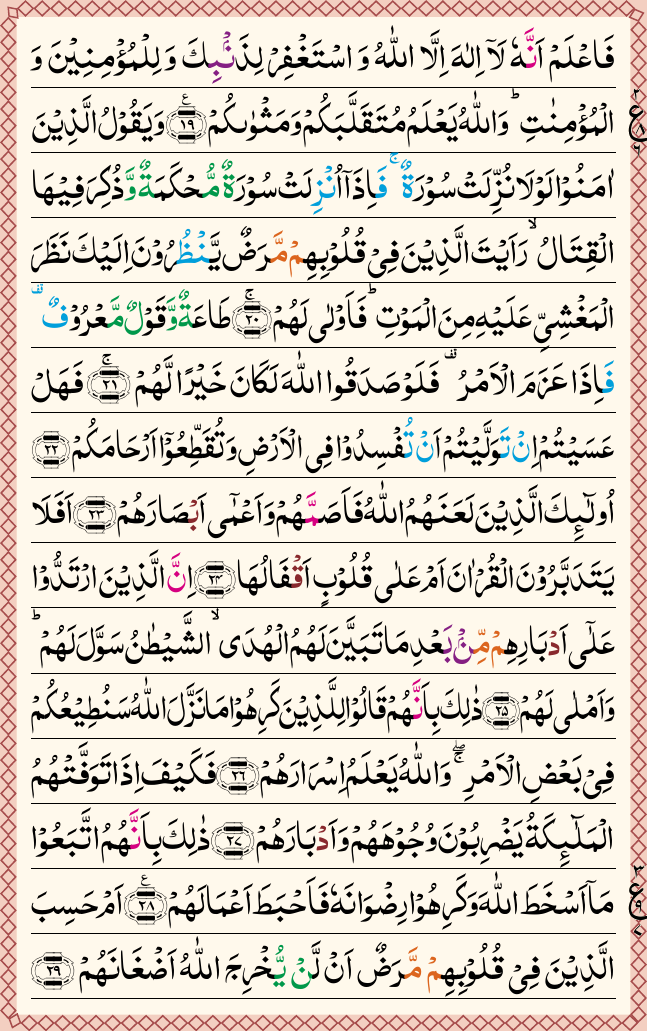 فَاعْلَمْ اَنَّهٗ لَاۤ اِلٰهَ اِلَّا اللّٰهُ وَ اسْتَغْفِرْ لِذَنْۢبِكَ وَ لِلْمُؤْمِنِيْنَ وَ
الْمُؤْمِنٰتِ ؕ وَاللّٰهُ يَعْلَمُ مُتَقَلَّبَكُمْ وَمَثْوٰىكُمْ ﴿۱۹﴾ وَيَقُوْلُ الَّذِيْنَ
اٰمَنُوْا لَوْلَا نُزِّلَتْ سُوْرَةٌ ۚ فَاِذَاۤ اُنْزِلَتْ سُوْرَةٌ مُّحْكَمَةٌ وَّذُكِرَ فِيْهَا
الْقِتَالُ ۙ رَاَيْتَ الَّذِيْنَ فِيْ قُلُوْبِهِمْ مَّرَضٌ يَّنْظُرُوْنَ اِلَيْكَ نَظَرَ
الْمَغْشِيِّ عَلَيْهِ مِنَ الْمَوْتِ ؕ فَاَوْلٰى لَهُمْ ﴿۲۰﴾ۚ طَاعَةٌ وَّقَوْلٌ مَّعْرُوْفٌ ۟
فَاِذَا عَزَمَ الْاَمْرُ ۟ فَلَوْ صَدَقُوا اللّٰهَ لَكَانَ خَيْرًا لَّهُمْ ﴿۲۱﴾ۚ فَهَلْ
عَسَيْتُمْ اِنْ تَوَلَّيْتُمْ اَنْ تُفْسِدُوْا فِى الْاَرْضِ وَتُقَطِّعُوْۤا اَرْحَامَكُمْ ﴿۲۲﴾
اُولٰٓئِكَ الَّذِيْنَ لَعَنَهُمُ اللّٰهُ فَاَصَمَّهُمْ وَاَعْمٰۤى اَبْصَارَهُمْ ﴿۲۳﴾ اَفَلَا
يَتَدَبَّرُوْنَ الْقُرْاٰنَ اَمْ عَلٰى قُلُوْبٍ اَقْفَالُهَا ﴿۲۴﴾ اِنَّ الَّذِيْنَ ارْتَدُّوْا
عَلٰٓى اَدْبَارِهِمْ مِّنْۢ بَعْدِ مَا تَبَيَّنَ لَهُمُ الْهُدَى ۙ الشَّيْطٰنُ سَوَّلَ لَهُمْ ؕ
وَاَمْلٰى لَهُمْ ﴿۲۵﴾ ذٰلِكَ بِاَنَّهُمْ قَالُوْا لِلَّذِيْنَ كَرِهُوْا مَا نَزَّلَ اللّٰهُ سَنُطِيْعُكُمْ
فِيْ بَعْضِ الْاَمْرِ ۖۚ وَاللّٰهُ يَعْلَمُ اِسْرَارَهُمْ ﴿۲۶﴾ فَكَيْفَ اِذَا تَوَفَّتْهُمُ
الْمَلٰٓئِكَةُ يَضْرِبُوْنَ وُجُوْهَهُمْ وَاَدْبَارَهُمْ ﴿۲۷﴾ ذٰلِكَ بِاَنَّهُمُ اتَّبَعُوْا
مَاۤ اَسْخَطَ اللّٰهَ وَكَرِهُوْا رِضْوَانَهٗ فَاَحْبَطَ اَعْمَالَهُمْ ﴿۲۸﴾ اَمْ حَسِبَ
الَّذِيْنَ فِيْ قُلُوْبِهِمْ مَّرَضٌ اَنْ لَّنْ يُّخْرِجَ اللّٰهُ اَضْغَانَهُمْ ﴿۲۹﴾